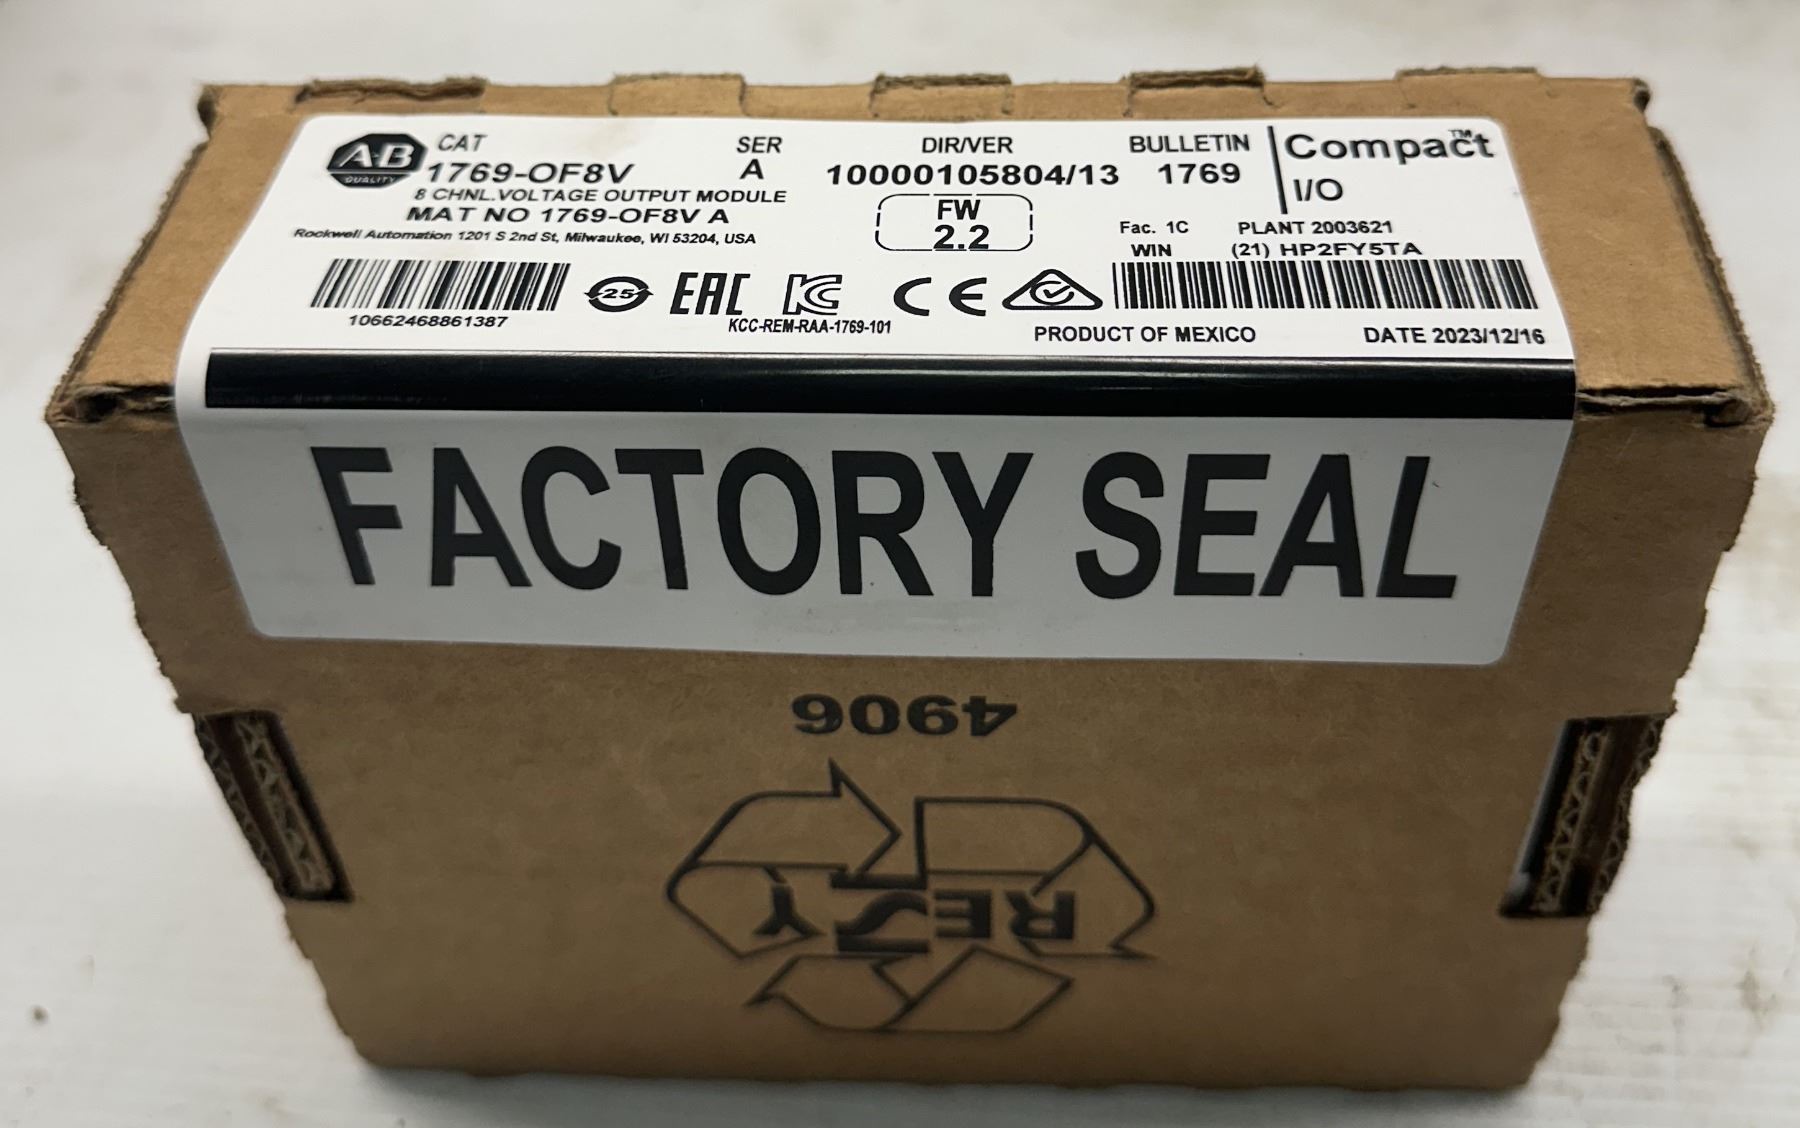 A-B
QUALITY
CAT
1769-OF8V
8 CHNL.VOLTAGE OUTPUT MODULE
MAT NO 1769-OF8V A
Rockwell Automation 1201 S 2nd St, Milwaukee, WI 53204, USA
SER
A
DIR/VER
10000105804/13
BULLETIN
1769
Compact™
I/O
FW
2.2
Fac. 1C PLANT 2003621
WIN (21) HP2FY5TA
10662468861387
25
EAC
KC
KCC-REM-RAA-1769-101
CE
PRODUCT OF MEXICO
DATE 2023/12/16
FACTORY SEAL
4906
RESY